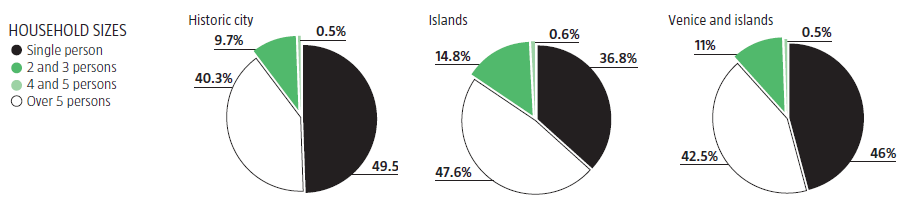 HOUSEHOLD SIZES
Single person
2 and 3 persons
4 and 5 persons
Over 5 persons
Historic city
0.5%
9.7%
40.3%
49.5
Islands
0.6%
14.8%
36.8%
47.6%
Venice and islands
0.5%
11%
42.5%
46%